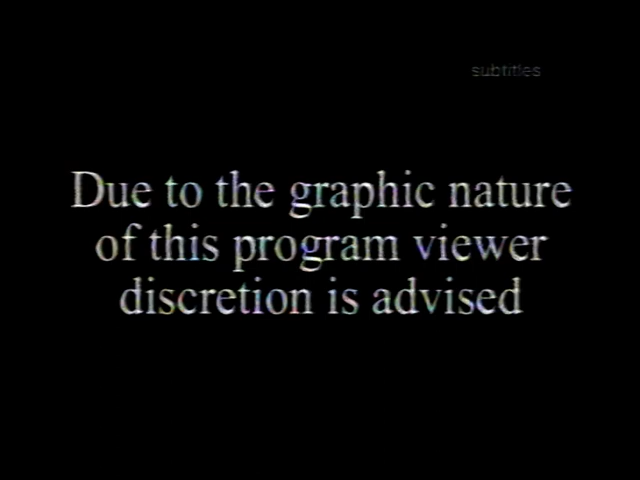 subtitles
Due to the graphic nature
of this program viewer
discretion is advised